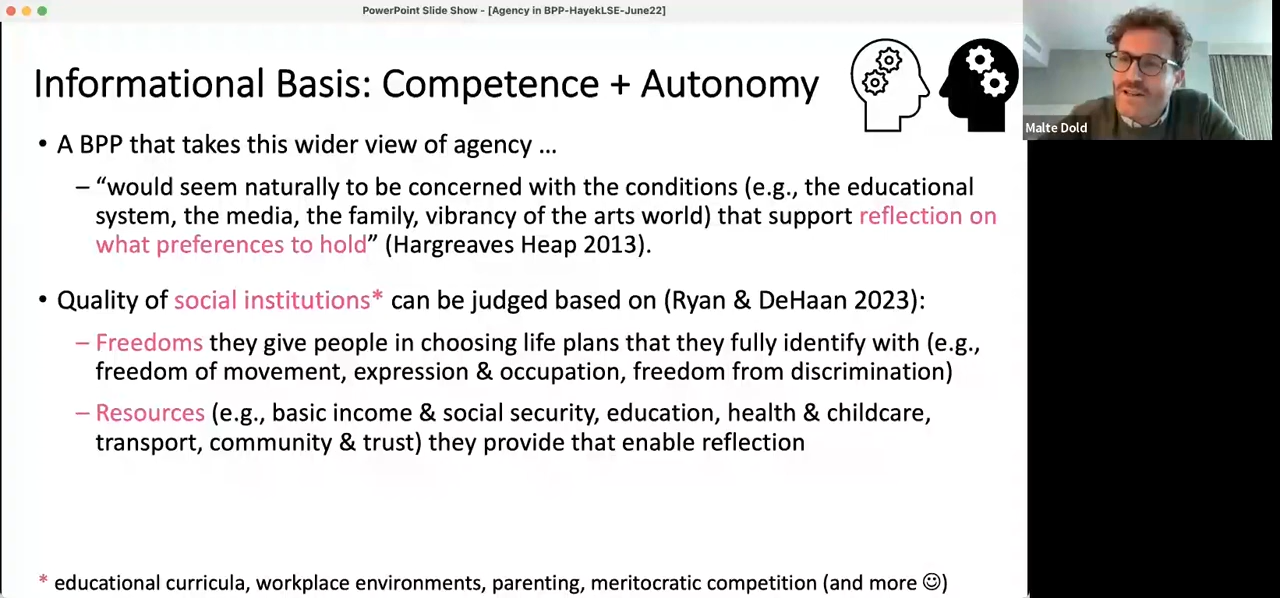 PowerPoint Slide Show - [Agency in BPP-HayekLSE-June22]
Informational Basis: Competence + Autonomy
Malte Dold
• A BPP that takes this wider view of agency ...
– “would seem naturally to be concerned with the conditions (e.g., the educational
system, the media, the family, vibrancy of the arts world) that support reflection on
what preferences to hold” (Hargreaves Heap 2013).
• Quality of social institutions* can be judged based on (Ryan & DeHaan 2023):
– Freedoms they give people in choosing life plans that they fully identify with (e.g.,
freedom of movement, expression & occupation, freedom from discrimination)
– Resources (e.g., basic income & social security, education, health & childcare,
transport, community & trust) they provide that enable reflection
* educational curricula, workplace environments, parenting, meritocratic competition (and more ☺)